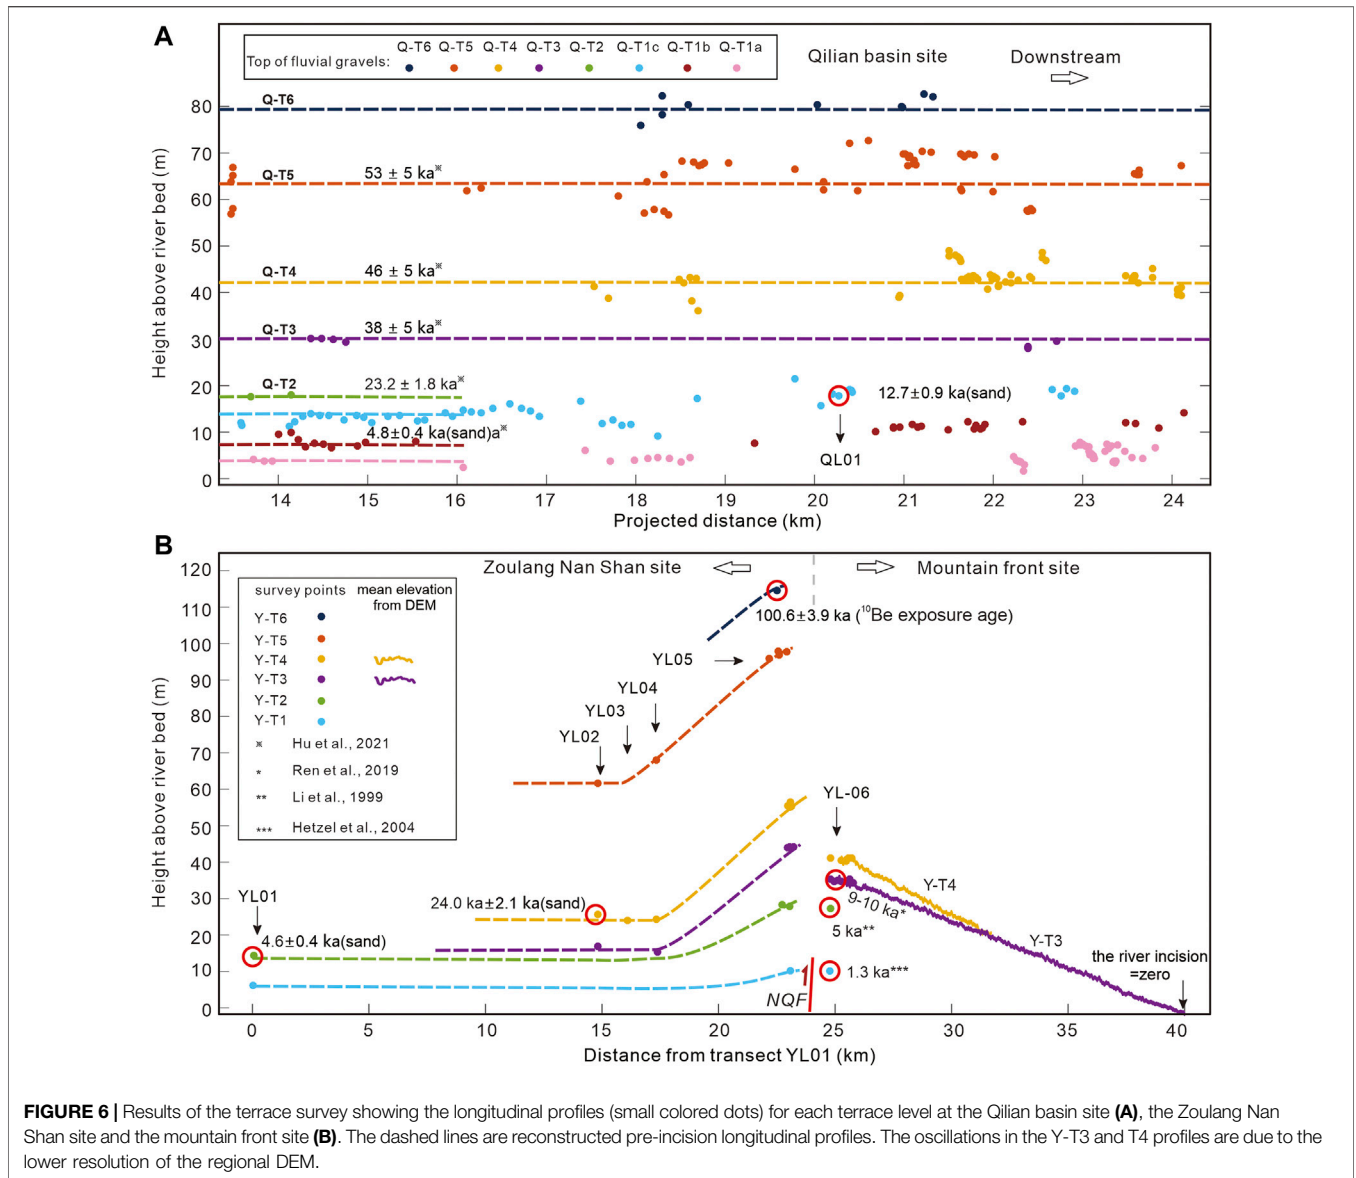 A
Q-T6 Q-T5 Q-T4 Q-T3 Q-T2 Q-T1c Q-T1b Q-T1a
Top of fluvial gravels:
Qilian basin site
Downstream
Height above river bed (m)
80
70
60
50
40
30
20
10
0
Q-T6
Q-T5
53 ± 5 ka※
Q-T4
46 ± 5 ka※
Q-T3
38 ± 5 ka※
Q-T2
23.2 ± 1.8 ka※
4.8±0.4 ka(sand)a※
12.7±0.9 ka(sand)
QL01
14 15 16 17 18 19 20 21 22 23 24
Projected distance (km)
B
Zoulang Nan Shan site
Mountain front site
Height above river bed (m)
120
110
100
90
80
70
60
50
40
30
20
10
0
survey points
mean elevation
from DEM
Y-T6
Y-T5
Y-T4
Y-T3
Y-T2
Y-T1
※ Hu et al., 2021
* Ren et al., 2019
** Li et al., 1999
*** Hetzel et al., 2004
100.6±3.9 ka (¹⁰Be exposure age)
YL05
YL04
YL03
YL02
YL-06
YL01
24.0 ka±2.1 ka(sand)
4.6±0.4 ka(sand)
Y-T4
9-10 ka*
5 ka**
Y-T3
1.3 ka***
NQF
the river incision
=zero
0 5 10 15 20 25 30 35 40
Distance from transect YL01 (km)
FIGURE 6 | Results of the terrace survey showing the longitudinal profiles (small colored dots) for each terrace level at the Qilian basin site (A), the Zoulang Nan
Shan site and the mountain front site (B). The dashed lines are reconstructed pre-incision longitudinal profiles. The oscillations in the Y-T3 and T4 profiles are due to the
lower resolution of the regional DEM.